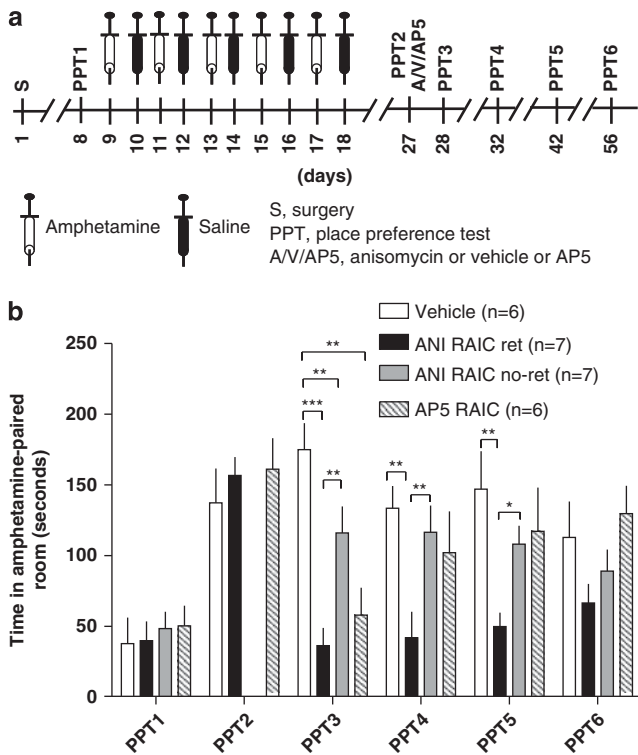 a
S
PPT1
PPT2
A/V/AP5
PPT3
PPT4
PPT5
PPT6
1
8
9
10
11
12
13
14
15
16
17
18
27
28
32
42
56
(days)
Amphetamine
Saline
S, surgery
PPT, place preference test
A/V/AP5, anisomycin or vehicle or AP5
b
Vehicle (n=6)
ANI RAIC ret (n=7)
ANI RAIC no-ret (n=7)
AP5 RAIC (n=6)
Time in amphetamine-paired
room (seconds)
250
200
150
100
50
0
**
**
***
**
**
**
**
*
PPT1
PPT2
PPT3
PPT4
PPT5
PPT6